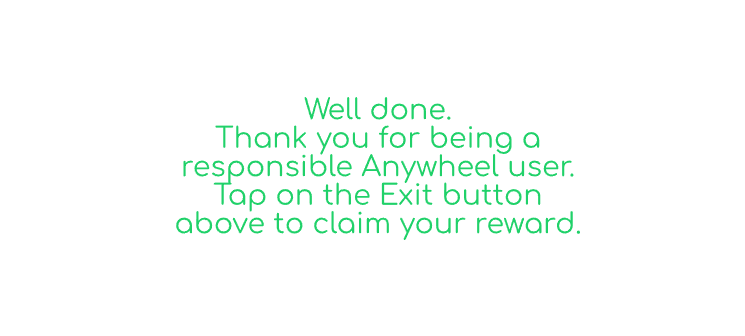 Well done.
Thank you for being a
responsible Anywheel user.
Tap on the Exit button
above to claim your reward.